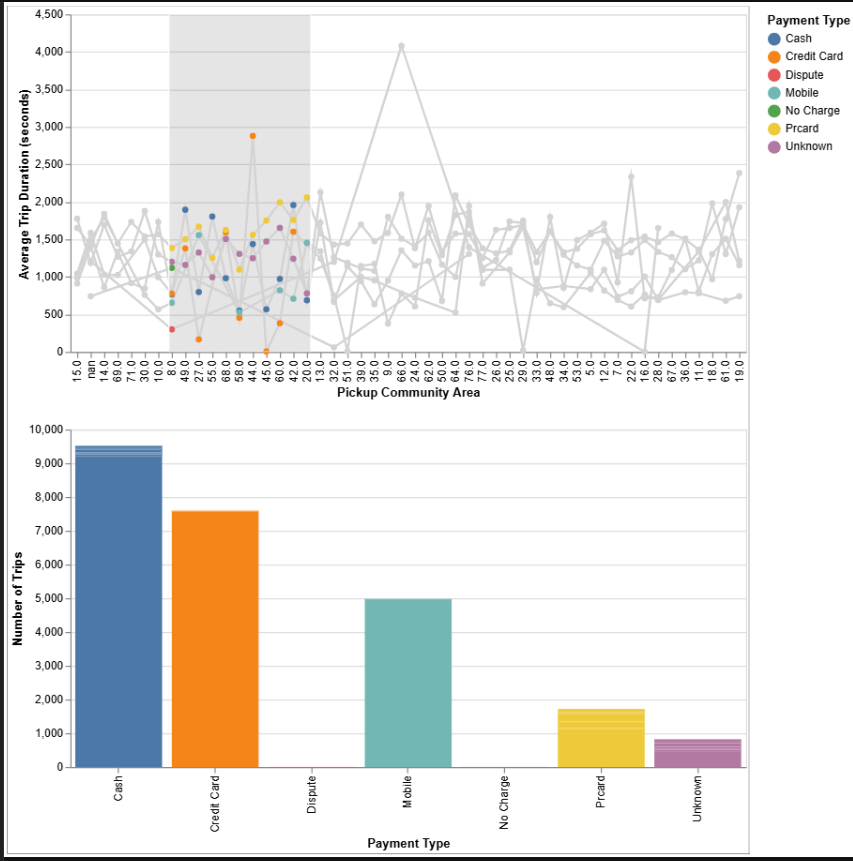 4,500
4,000
3,500
3,000
2,500
2,000
1,500
1,000
500
0
Average Trip Duration (seconds)
15.0 nan 14.0 69.0 71.0 30.0 10.0 8.0 49.0 27.0 55.0 68.0 58.0 44.0 45.0 60.0 42.0 20.0 13.0 32.0 51.0 39.0 35.0 9.0 66.0 24.0 62.0 50.0 64.0 76.0 77.0 26.0 25.0 29.0 33.0 48.0 34.0 53.0 5.0 12.0 7.0 22.0 16.0 28.0 67.0 36.0 11.0 18.0 61.0 19.0
Pickup Community Area
Payment Type
Cash
Credit Card
Dispute
Mobile
No Charge
Prcard
Unknown
10,000
9,000
8,000
7,000
6,000
5,000
4,000
3,000
2,000
1,000
0
Number of Trips
Cash
Credit Card
Dispute
Mobile
No Charge
Prcard
Unknown
Payment Type